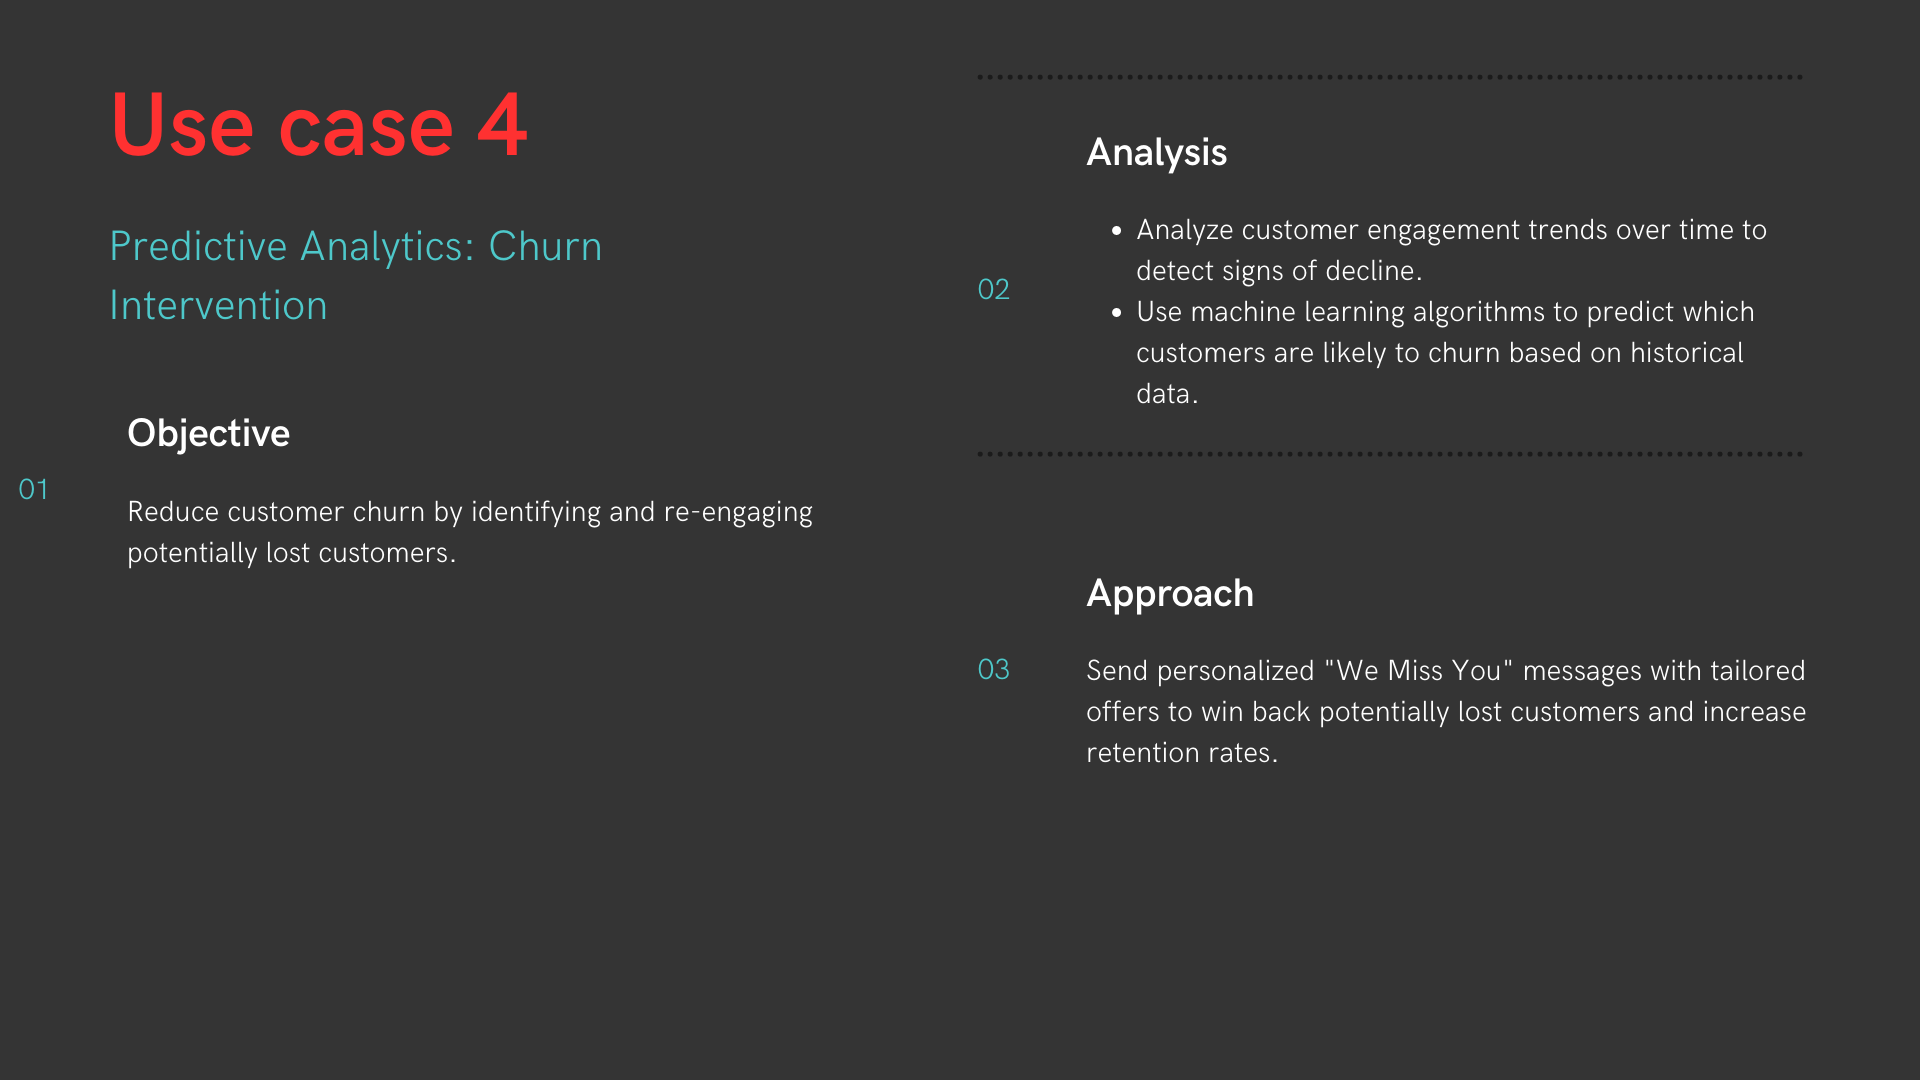 Use case 4
Predictive Analytics: Churn
Intervention
01
Objective
Reduce customer churn by identifying and re-engaging
potentially lost customers.
02
Analysis
• Analyze customer engagement trends over time to
detect signs of decline.
• Use machine learning algorithms to predict which
customers are likely to churn based on historical
data.
03
Approach
Send personalized "We Miss You" messages with tailored
offers to win back potentially lost customers and increase
retention rates.